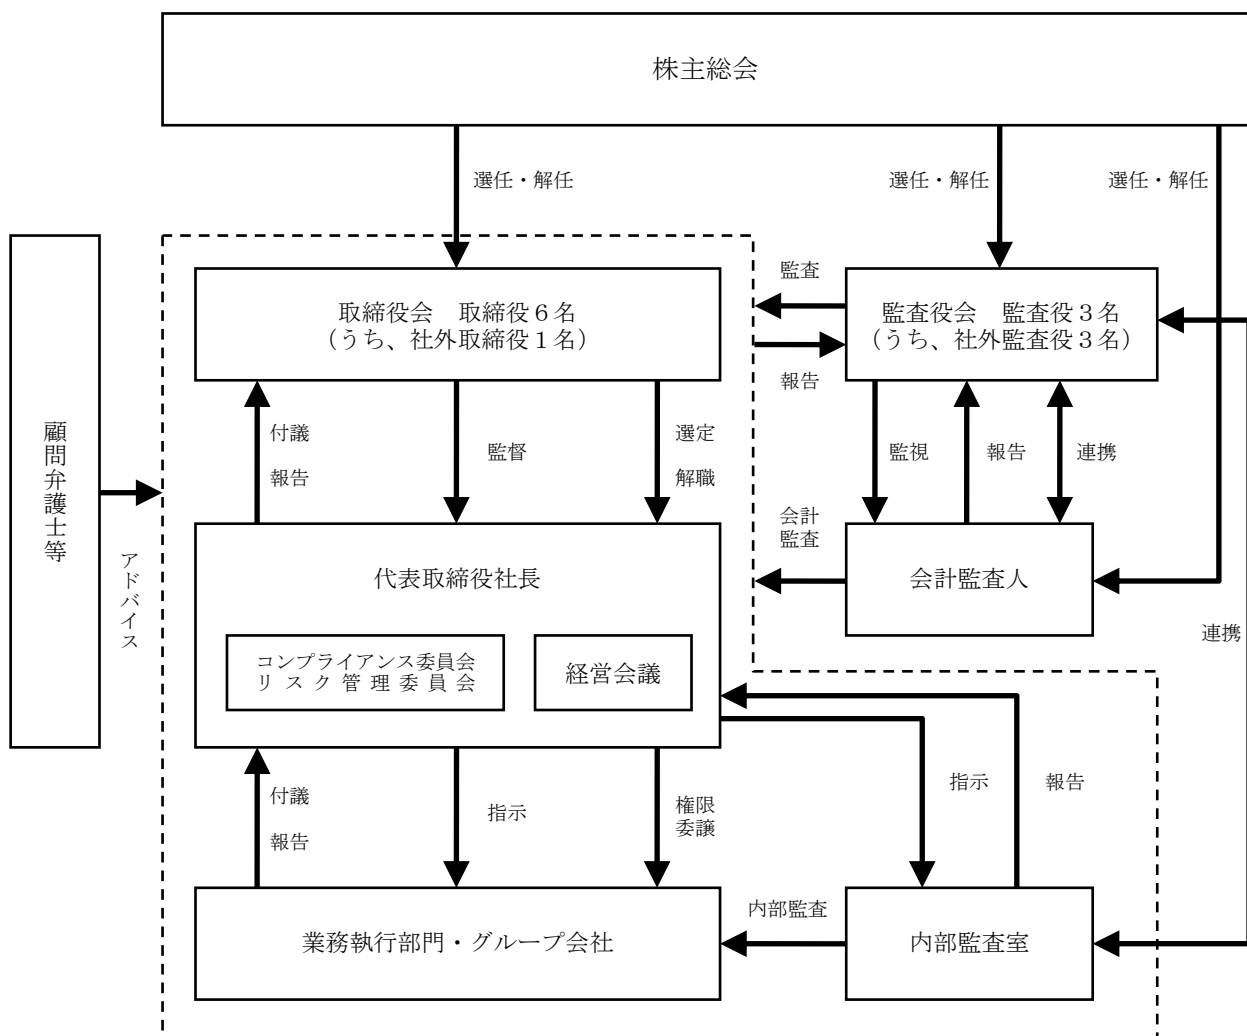 株主総会
選任・解任
選任・解任
選任・解任
取締役会　取締役６名
（うち、社外取締役１名）
監査
報告
監査役会　監査役３名
（うち、社外監査役３名）
顧問弁護士等
アドバイス
付議
報告
監督
選定
解職
監視
報告
連携
会計
監査
会計監査人
代表取締役社長
コンプライアンス委員会
リスク管理委員会
経営会議
連携
付議
報告
指示
権限
委譲
指示
報告
業務執行部門・グループ会社
内部監査
内部監査室